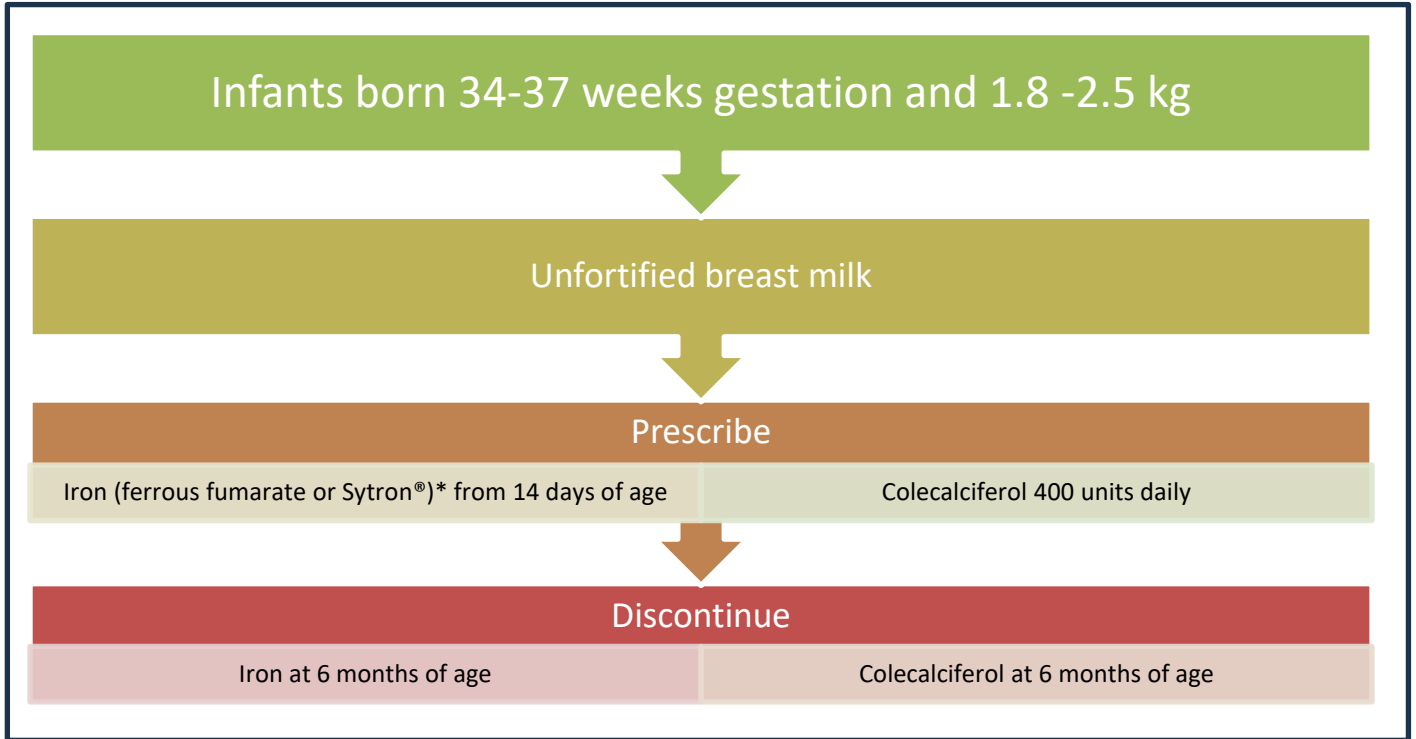 Infants born 34-37 weeks gestation and 1.8 -2.5 kg
Unfortified breast milk
Prescribe
Iron (ferrous fumarate or Sytron®)* from 14 days of age
Colecalciferol 400 units daily
Discontinue
Iron at 6 months of age
Colecalciferol at 6 months of age